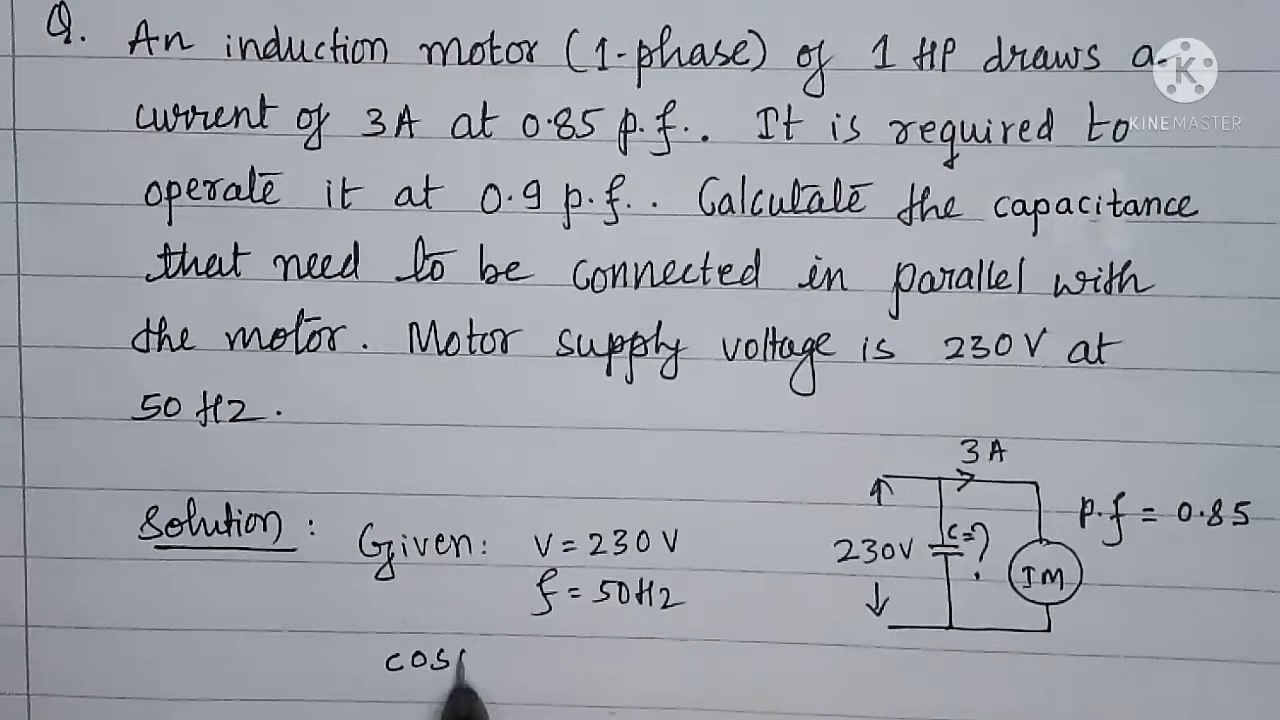 Q. An induction motor (1-phase) of 1 HP draws a
current of 3A at 0.85 p.f.. It is required to
operate it at 0.9 p.f.. Calculate the capacitance
that need to be connected in parallel with
the motor. Motor supply voltage is 230V at
50 Hz.
K
KINEMASTER
Solution: Given: V = 230 V
f = 50Hz
cos
3 A
p.f = 0.85
230V
C=?
IM